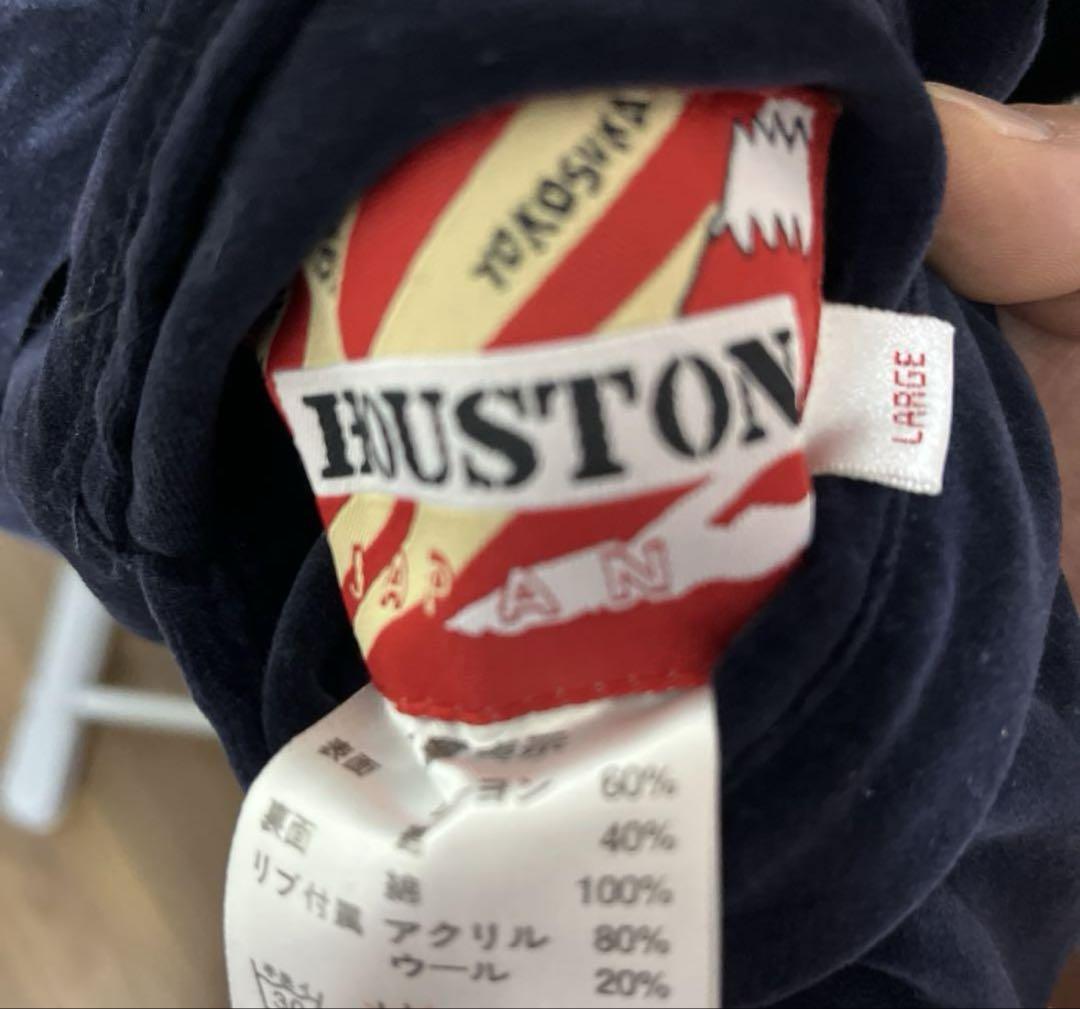 YOKOSUKA
HOUSTON
LARGE
A N
表面 60%
40%
裏面 綿 100%
リブ付属 アクリル 80%
ウール 20%
30